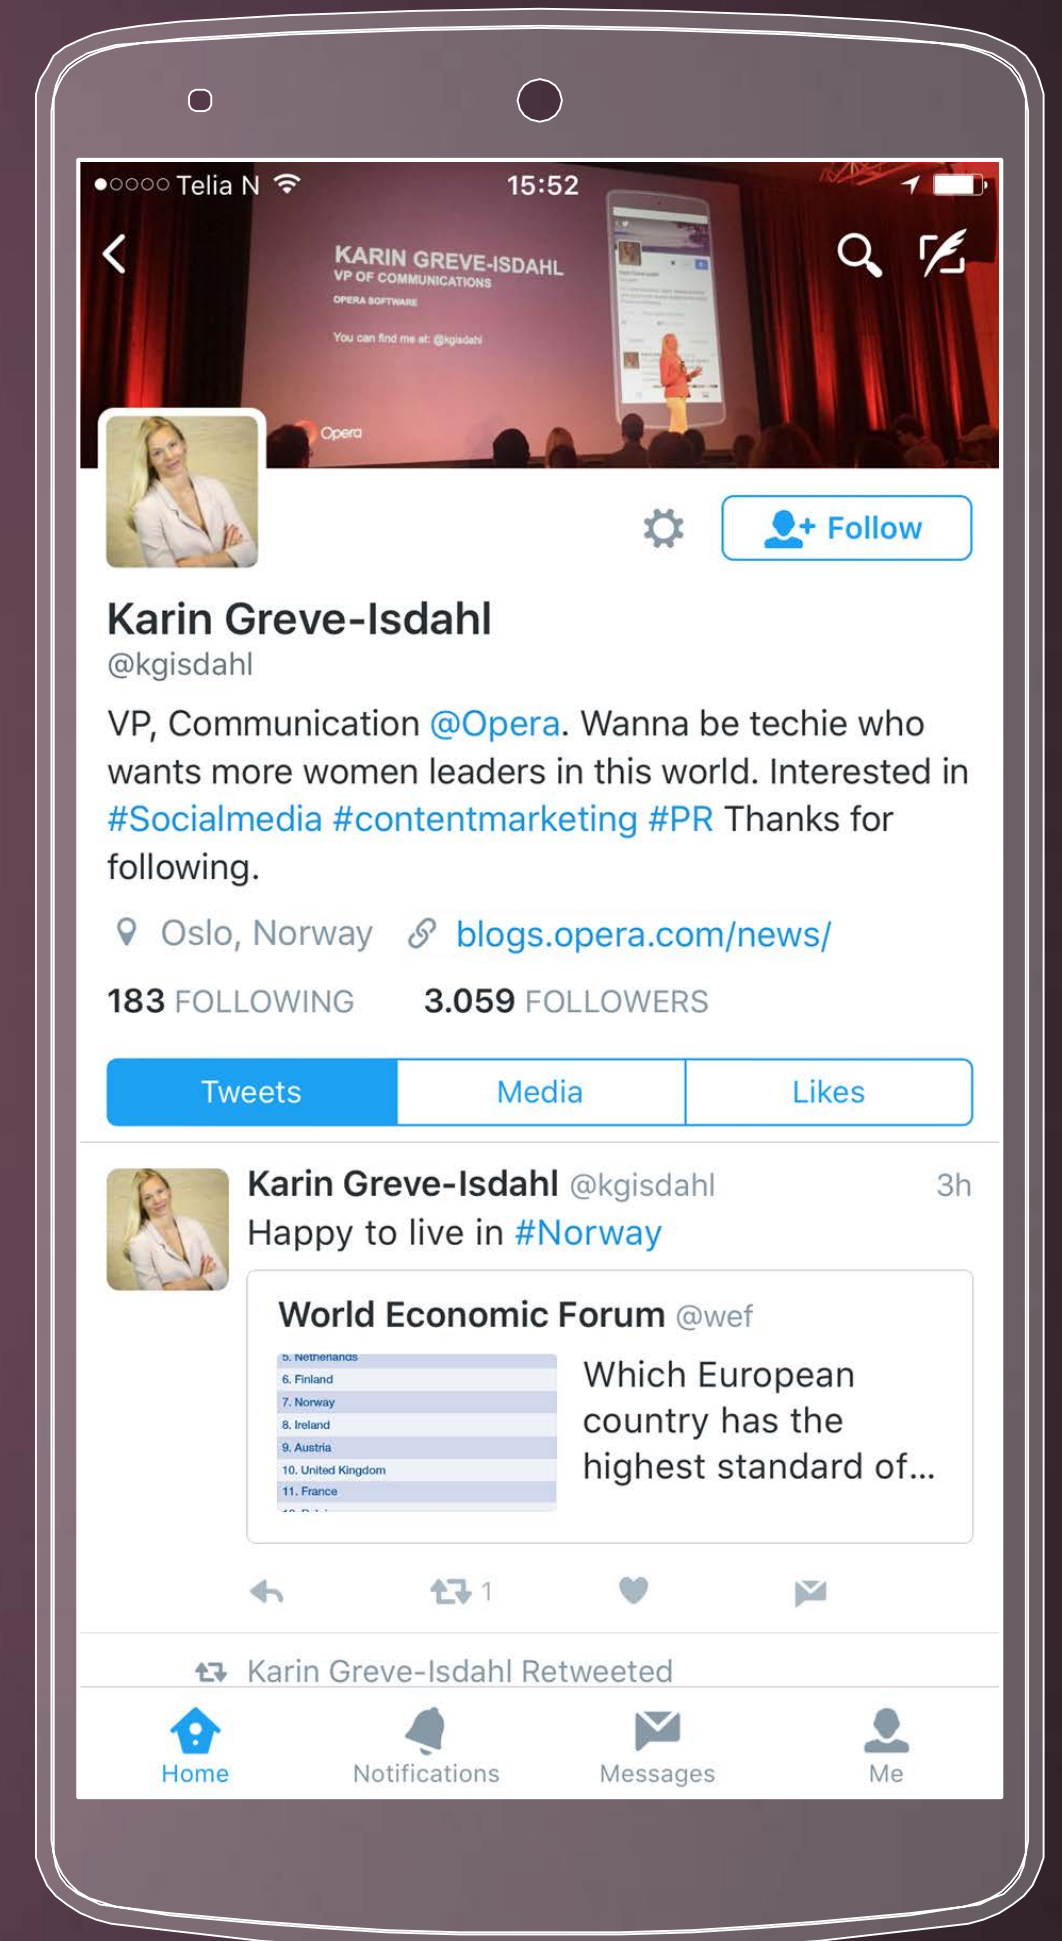 Telia N 15:52
KARIN GREVE-ISDAHL
VP OF COMMUNICATIONS
OPERA SOFTWARE
You can find me at: @kgisdahl
Opera
Follow
Karin Greve-Isdahl
@kgisdahl
VP, Communication @Opera. Wanna be techie who
wants more women leaders in this world. Interested in
#Socialmedia #contentmarketing #PR Thanks for
following.
Oslo, Norway blogs.opera.com/news/
183 FOLLOWING 3.059 FOLLOWERS
Tweets Media Likes
Karin Greve-Isdahl @kgisdahl 3h
Happy to live in #Norway
World Economic Forum @wef
5. Netherlands
6. Finland
7. Norway
8. Ireland
9. Austria
10. United Kingdom
11. France
Which European
country has the
highest standard of...
1
Karin Greve-Isdahl Retweeted
Home Notifications Messages Me